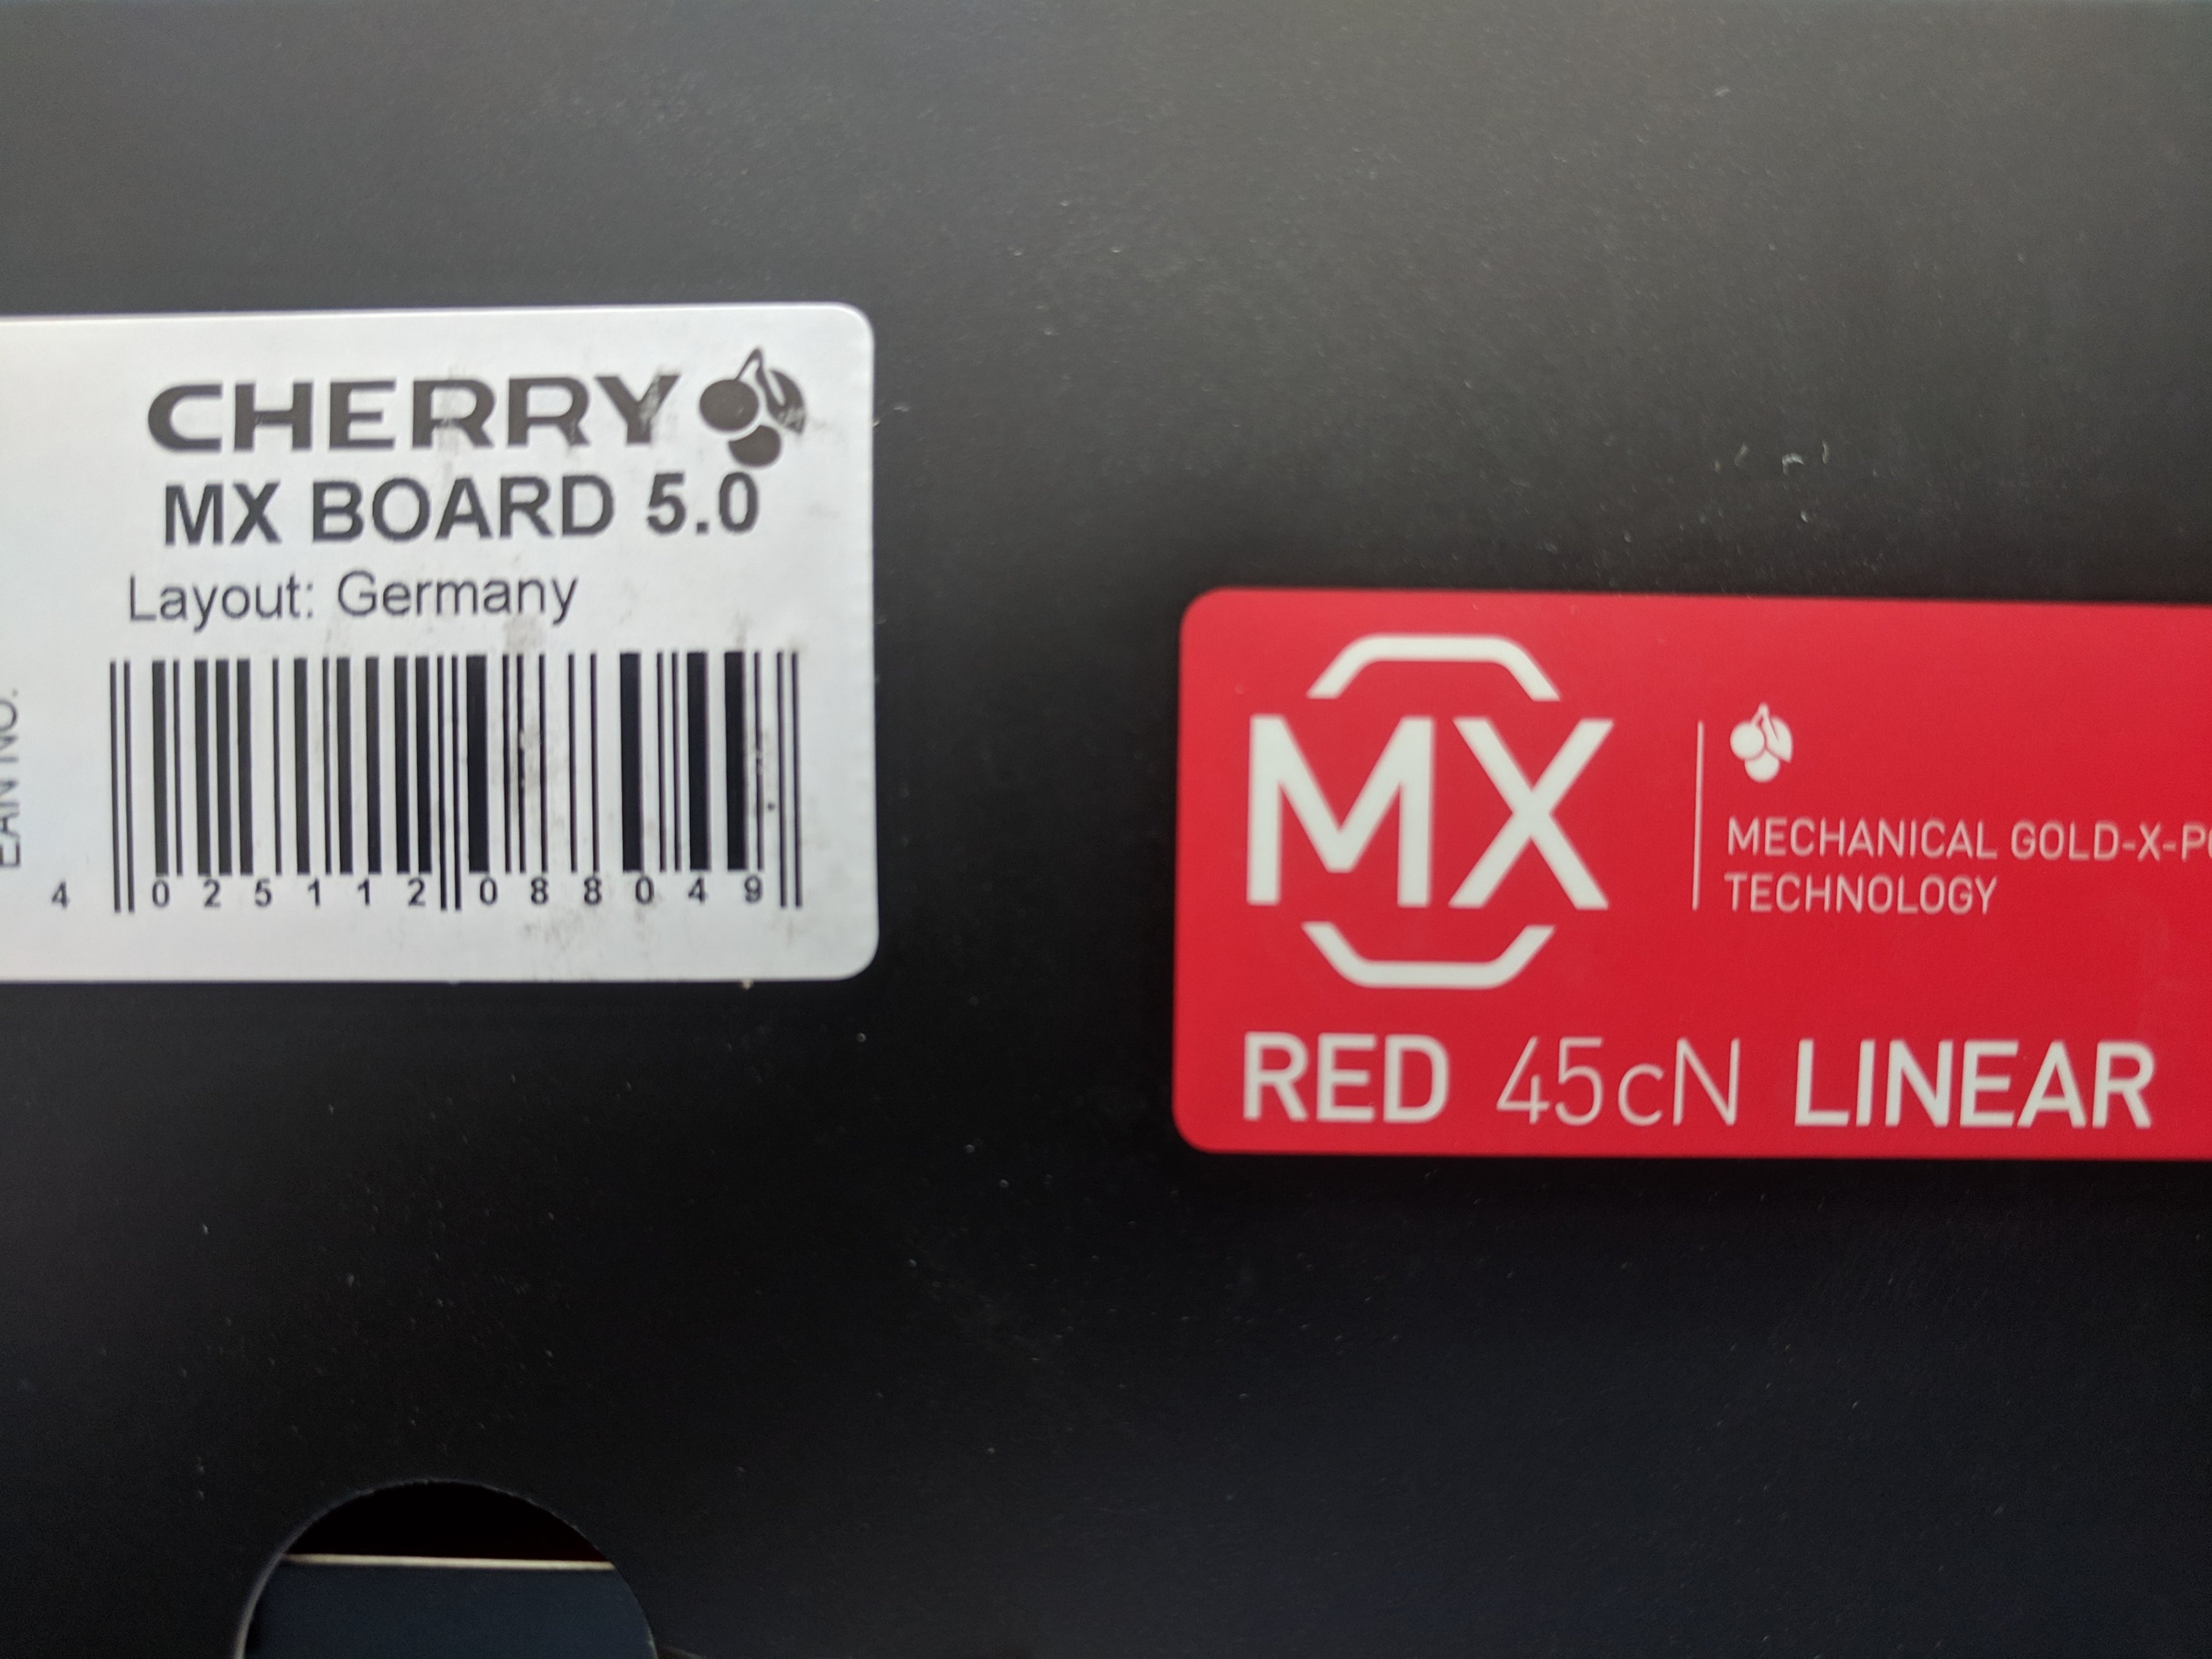 CHERRY
MX BOARD 5.0
Layout: Germany
EAN NO.
4 025112 088049
MX
MECHANICAL GOLD-X-
TECHNOLOGY
RED 45cN LINEAR